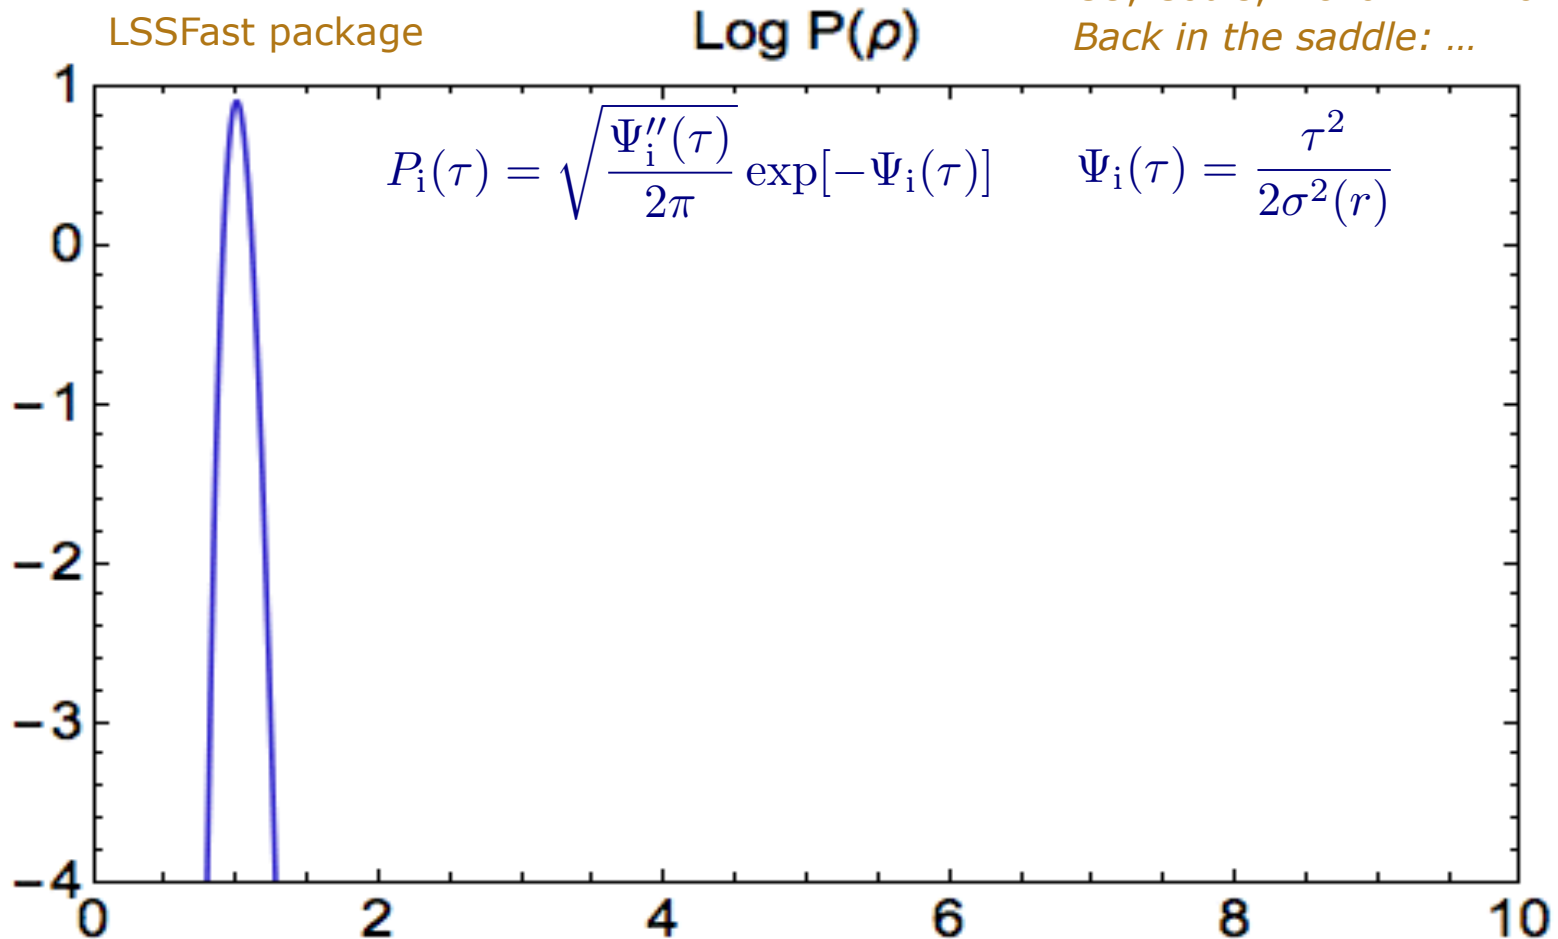 LSSFast package
Log P(ρ)
Back in the saddle: …
P_i(τ) = √(Ψ_i″(τ) / 2π) exp[−Ψ_i(τ)]
Ψ_i(τ) = τ² / 2σ²(r)
1
0
−1
−2
−3
−4
0 2 4 6 8 10